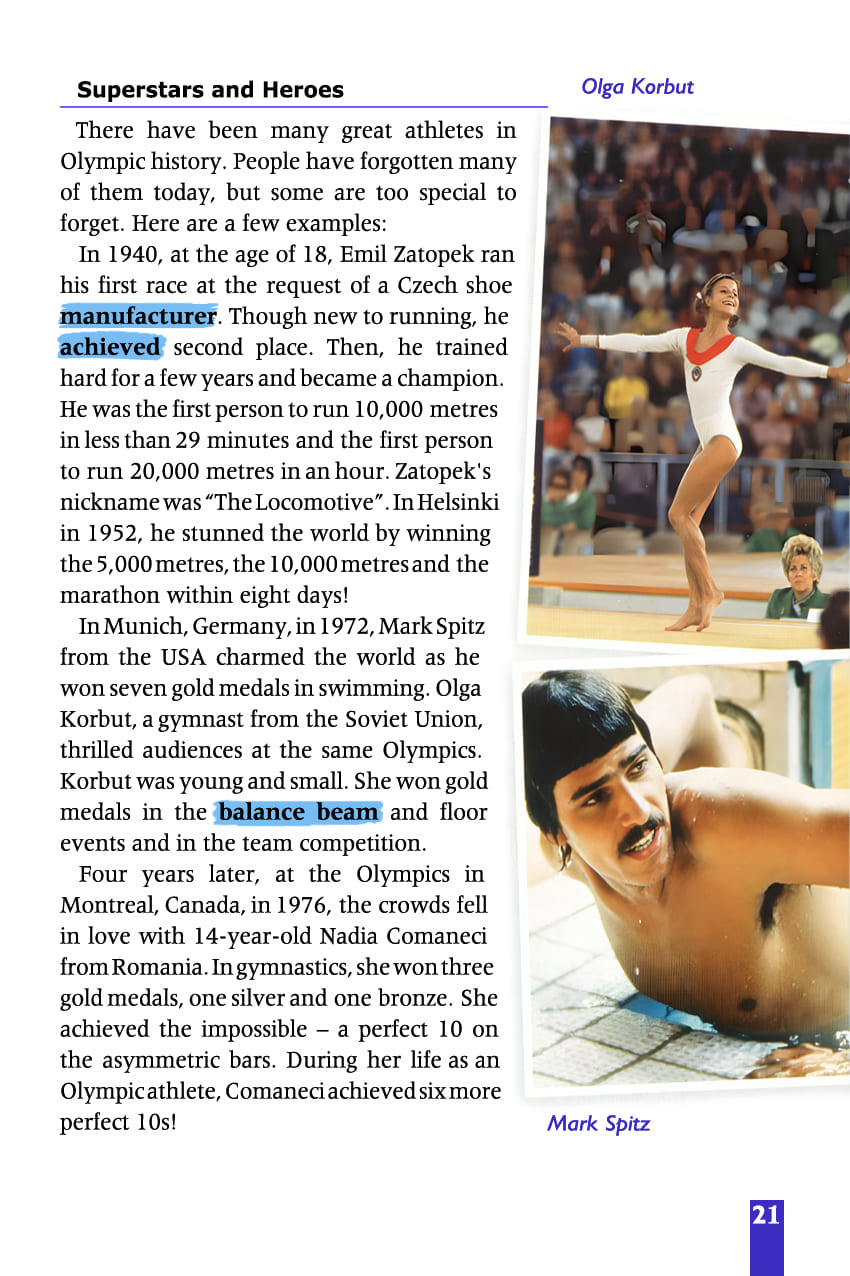 Superstars and Heroes
Olga Korbut
There have been many great athletes in
Olympic history. People have forgotten many
of them today, but some are too special to
forget. Here are a few examples:
In 1940, at the age of 18, Emil Zatopek ran
his first race at the request of a Czech shoe
manufacturer. Though new to running, he
achieved second place. Then, he trained
hard for a few years and became a champion.
He was the first person to run 10,000 metres
in less than 29 minutes and the first person
to run 20,000 metres in an hour. Zatopek's
nickname was “The Locomotive”. In Helsinki
in 1952, he stunned the world by winning
the 5,000 metres, the 10,000 metres and the
marathon within eight days!
In Munich, Germany, in 1972, Mark Spitz
from the USA charmed the world as he
won seven gold medals in swimming. Olga
Korbut, a gymnast from the Soviet Union,
thrilled audiences at the same Olympics.
Korbut was young and small. She won gold
medals in the balance beam and floor
events and in the team competition.
Four years later, at the Olympics in
Montreal, Canada, in 1976, the crowds fell
in love with 14-year-old Nadia Comaneci
from Romania. In gymnastics, she won three
gold medals, one silver and one bronze. She
achieved the impossible – a perfect 10 on
the asymmetric bars. During her life as an
Olympic athlete, Comaneci achieved six more
perfect 10s!
Mark Spitz
21